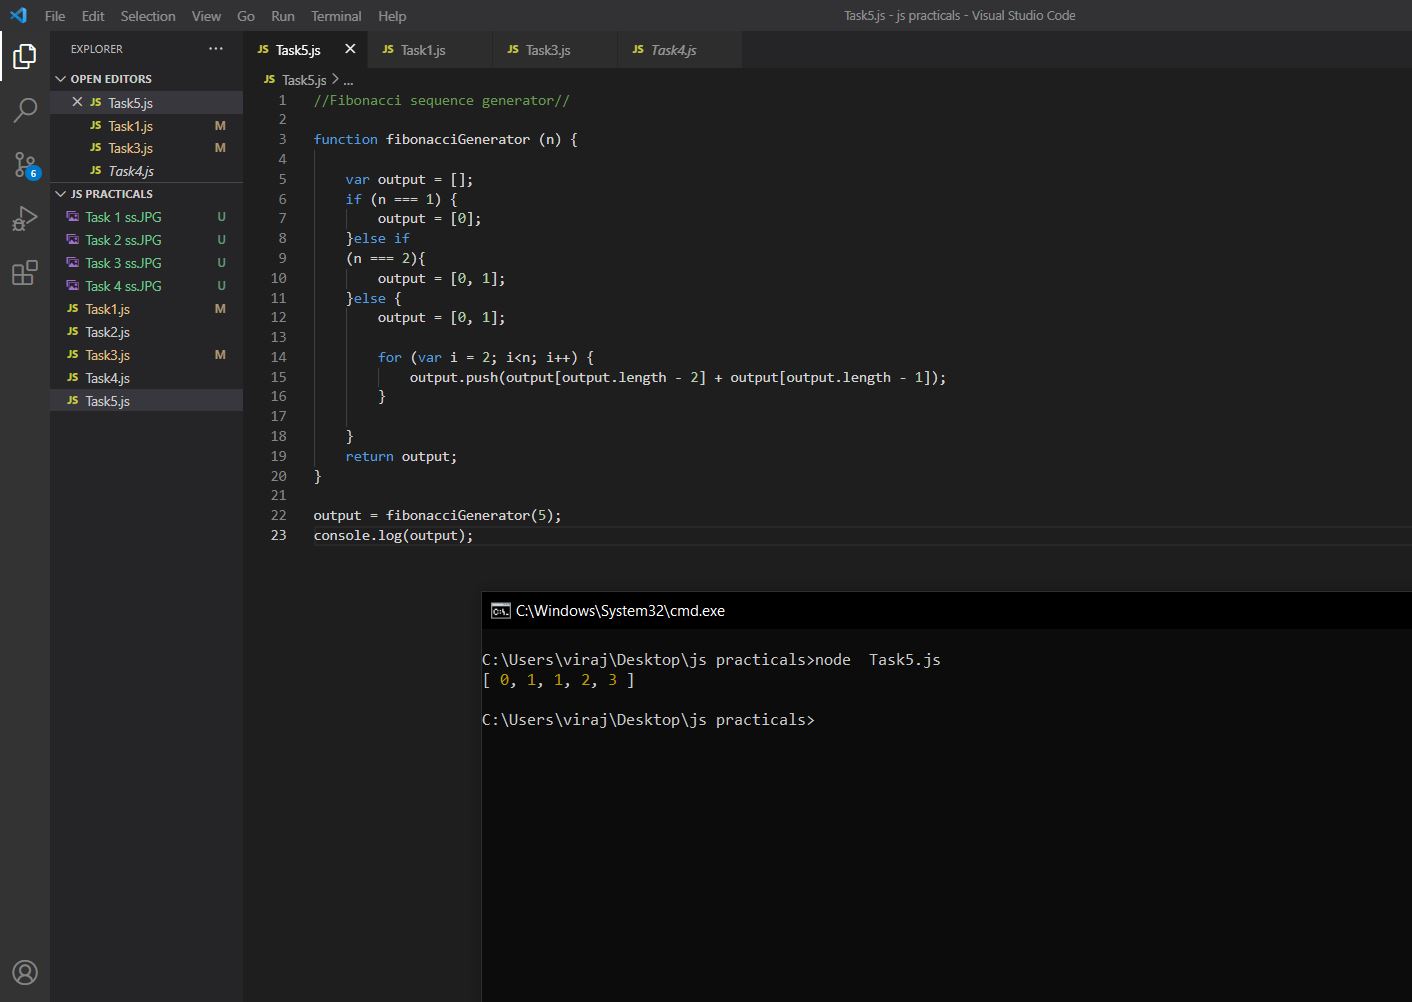 File Edit Selection View Go Run Terminal Help
Task5.js - js practicals - Visual Studio Code
EXPLORER ...
OPEN EDITORS
JS Task5.js
JS Task1.js M
JS Task3.js M
JS Task4.js
6
JS PRACTICALS
Task 1 ss.JPG U
Task 2 ss.JPG U
Task 3 ss.JPG U
Task 4 ss.JPG U
JS Task1.js M
JS Task2.js
JS Task3.js M
JS Task4.js
JS Task5.js
JS Task5.js JS Task1.js JS Task3.js JS Task4.js
JS Task5.js > ...
1 //Fibonacci sequence generator//
2
3 function fibonacciGenerator (n) {
4
5 var output = [];
6 if (n === 1) {
7 output = [0];
8 }else if
9 (n === 2){
10 output = [0, 1];
11 }else {
12 output = [0, 1];
13
14 for (var i = 2; i<n; i++) {
15 output.push(output[output.length - 2] + output[output.length - 1]);
16 }
17
18 }
19 return output;
20 }
21
22 output = fibonacciGenerator(5);
23 console.log(output);
C:\Windows\System32\cmd.exe
C:\Users\viraj\Desktop\js practicals>node  Task5.js
[ 0, 1, 1, 2, 3 ]
C:\Users\viraj\Desktop\js practicals>